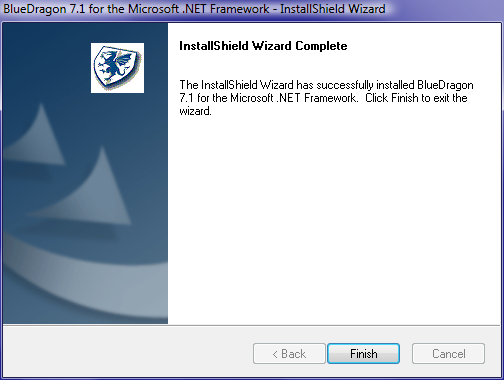 BlueDragon 7.1 for the Microsoft .NET Framework - InstallShield Wizard
InstallShield Wizard Complete
The InstallShield Wizard has successfully installed BlueDragon
7.1 for the Microsoft .NET Framework. Click Finish to exit the
wizard.
< Back
Finish
Cancel